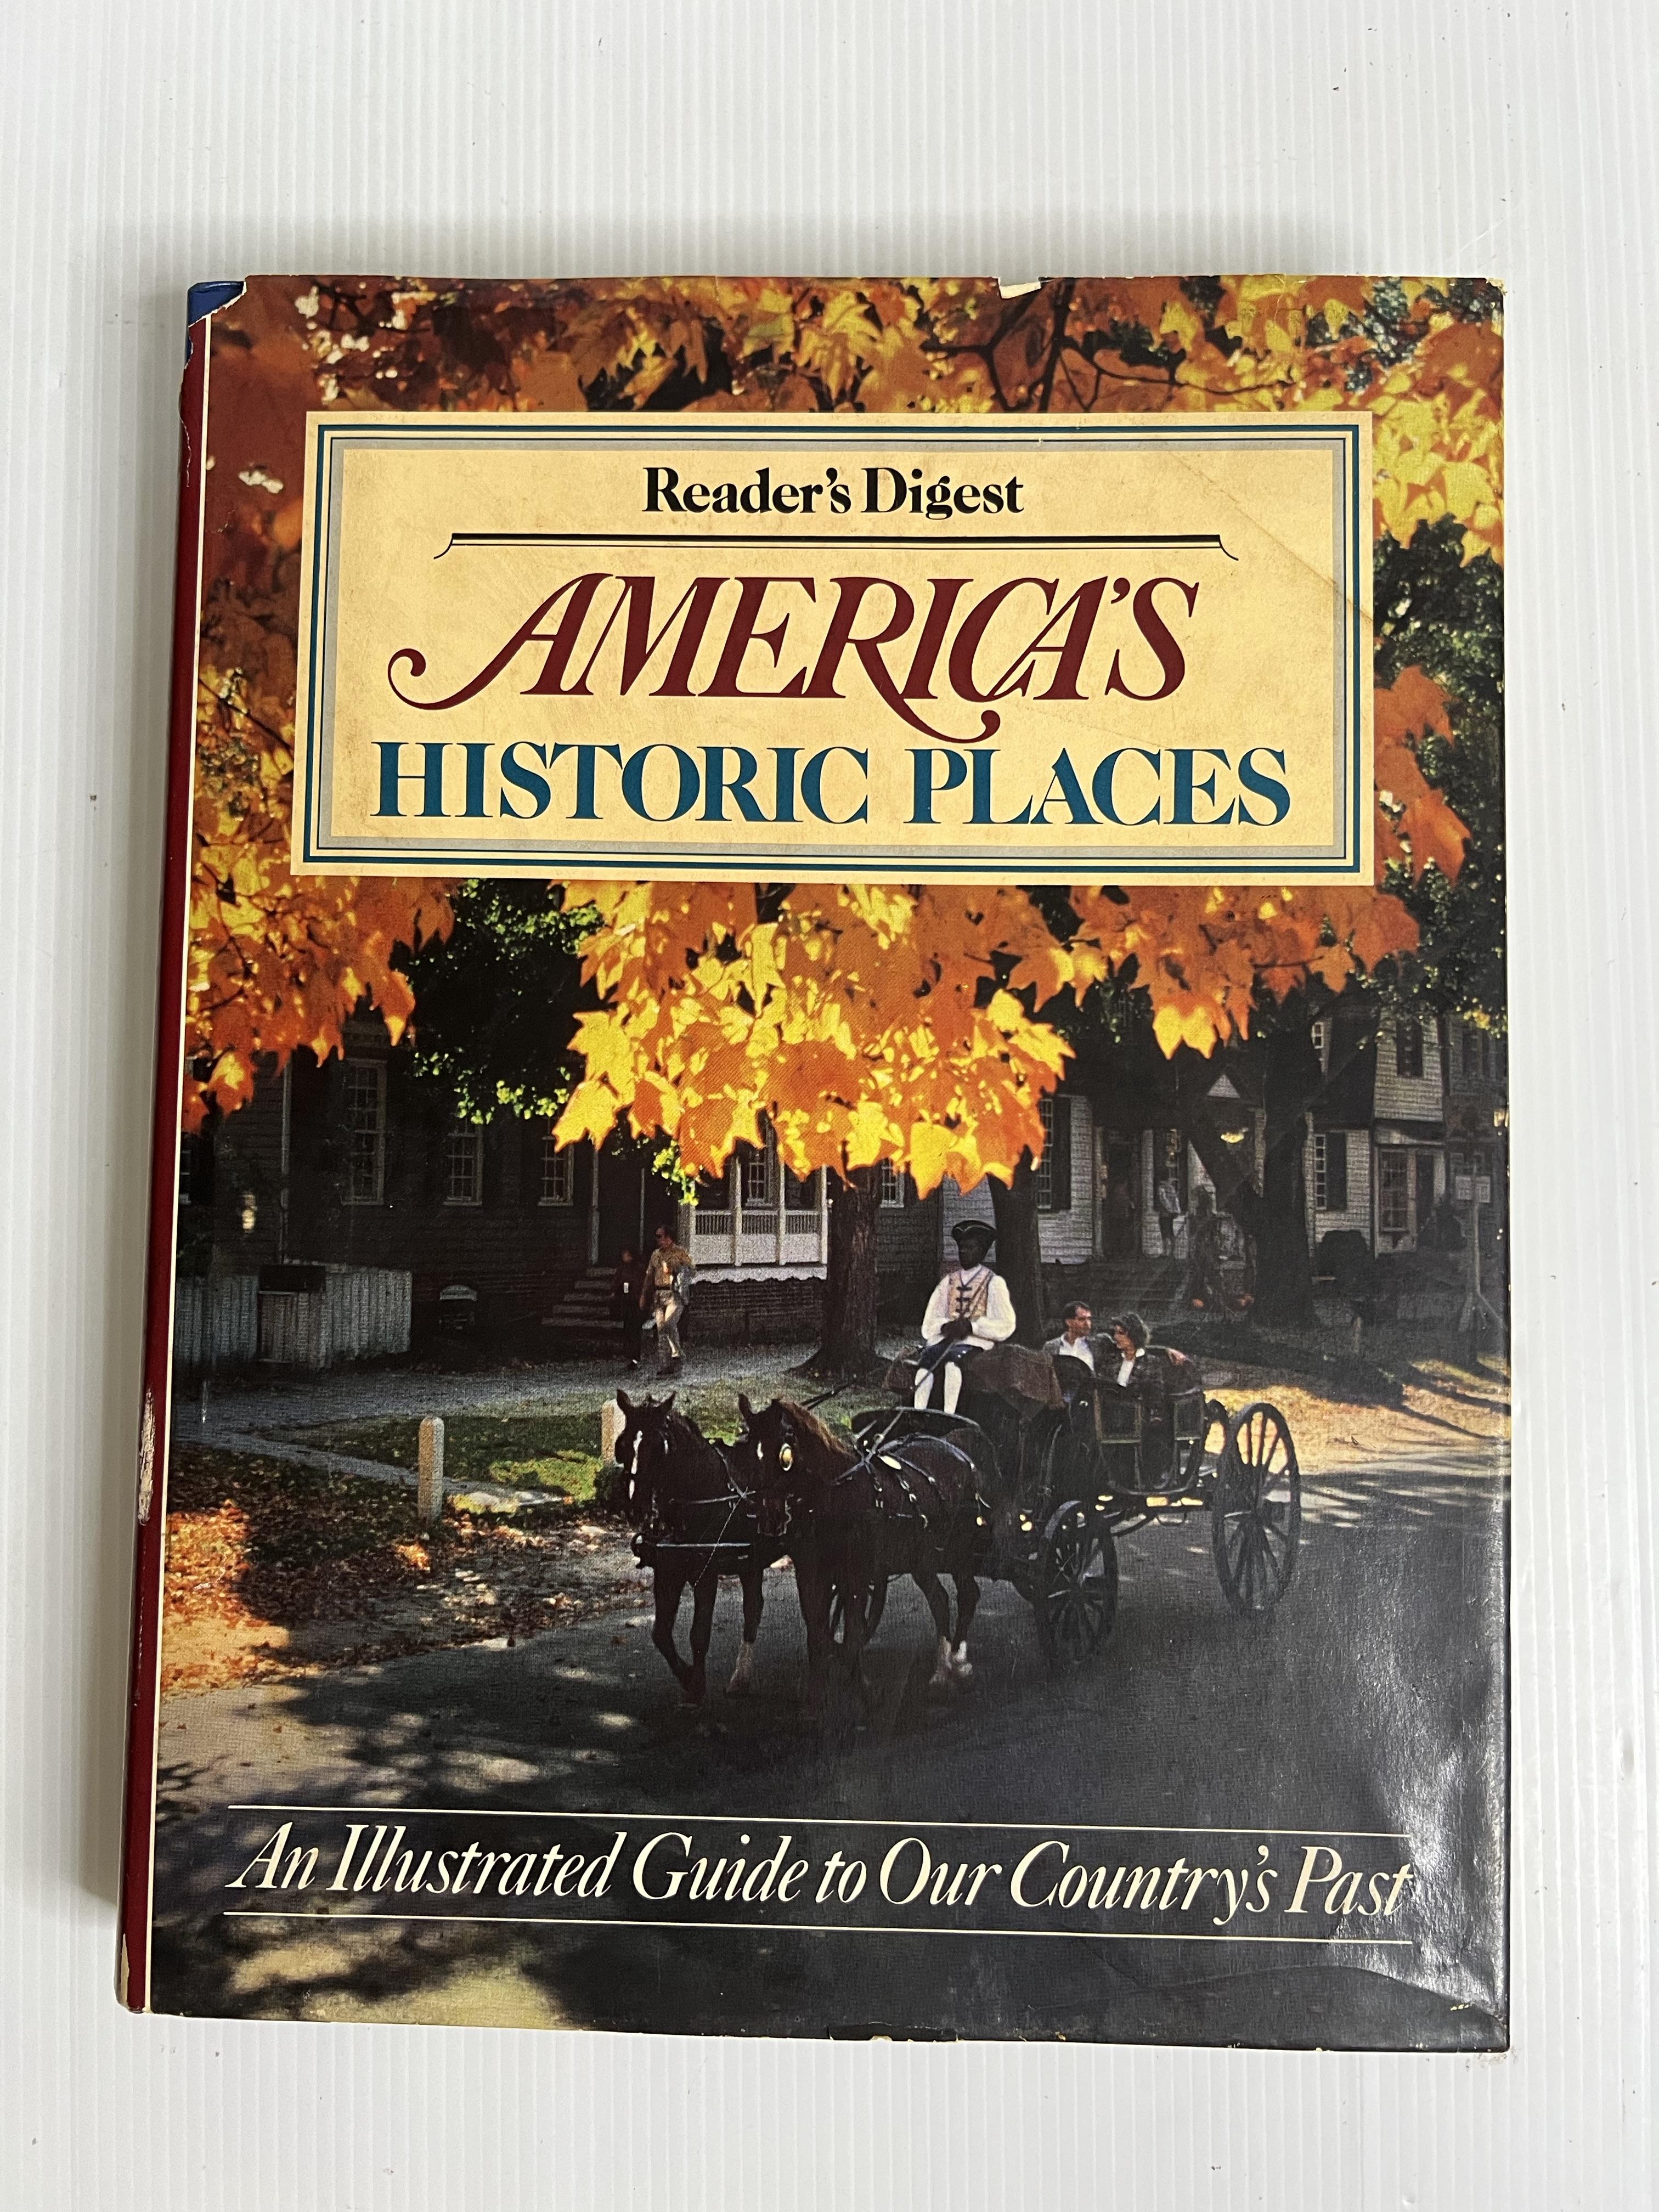 Reader's Digest
AMERICA'S
HISTORIC PLACES
An Illustrated Guide to Our Country's Past